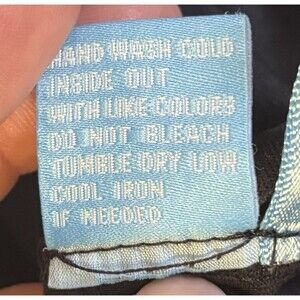 HAND WASH COLD
INSIDE OUT
WITH LIKE COLORS
DO NOT BLEACH
TUMBLE DRY LOW
COOL IRON
IF NEEDED